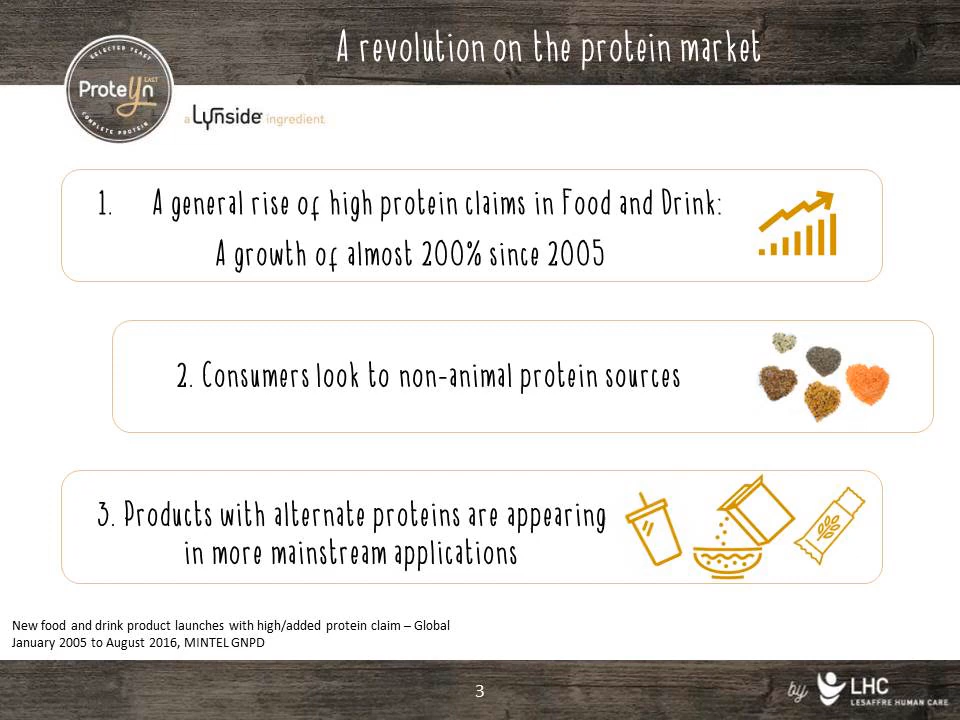 A revolution on the protein market
SELECTED YEAST
EAST
ProteYn
COMPLETE PROTEIN
a Lynside® ingredient
1. A general rise of high protein claims in Food and Drink:
A growth of almost 200% since 2005
2. Consumers look to non-animal protein sources
3. Products with alternate proteins are appearing
in more mainstream applications
New food and drink product launches with high/added protein claim – Global
January 2005 to August 2016, MINTEL GNPD
3
by LHC
LESAFFRE HUMAN CARE